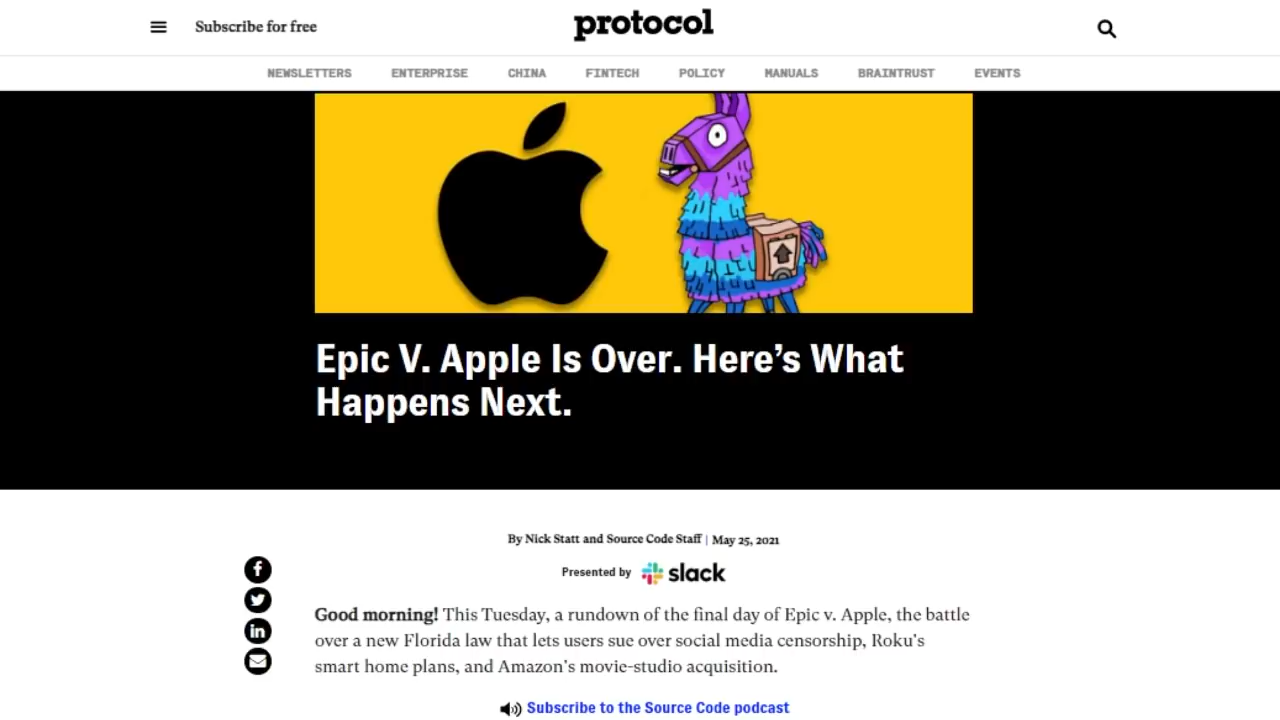 Subscribe for free
protocol
NEWSLETTERS ENTERPRISE CHINA FINTECH POLICY MANUALS BRAINTRUST EVENTS
Epic V. Apple Is Over. Here’s What
Happens Next.
By Nick Statt and Source Code Staff | May 25, 2021
Presented by slack
Good morning! This Tuesday, a rundown of the final day of Epic v. Apple, the battle
over a new Florida law that lets users sue over social media censorship, Roku’s
smart home plans, and Amazon’s movie-studio acquisition.
Subscribe to the Source Code podcast